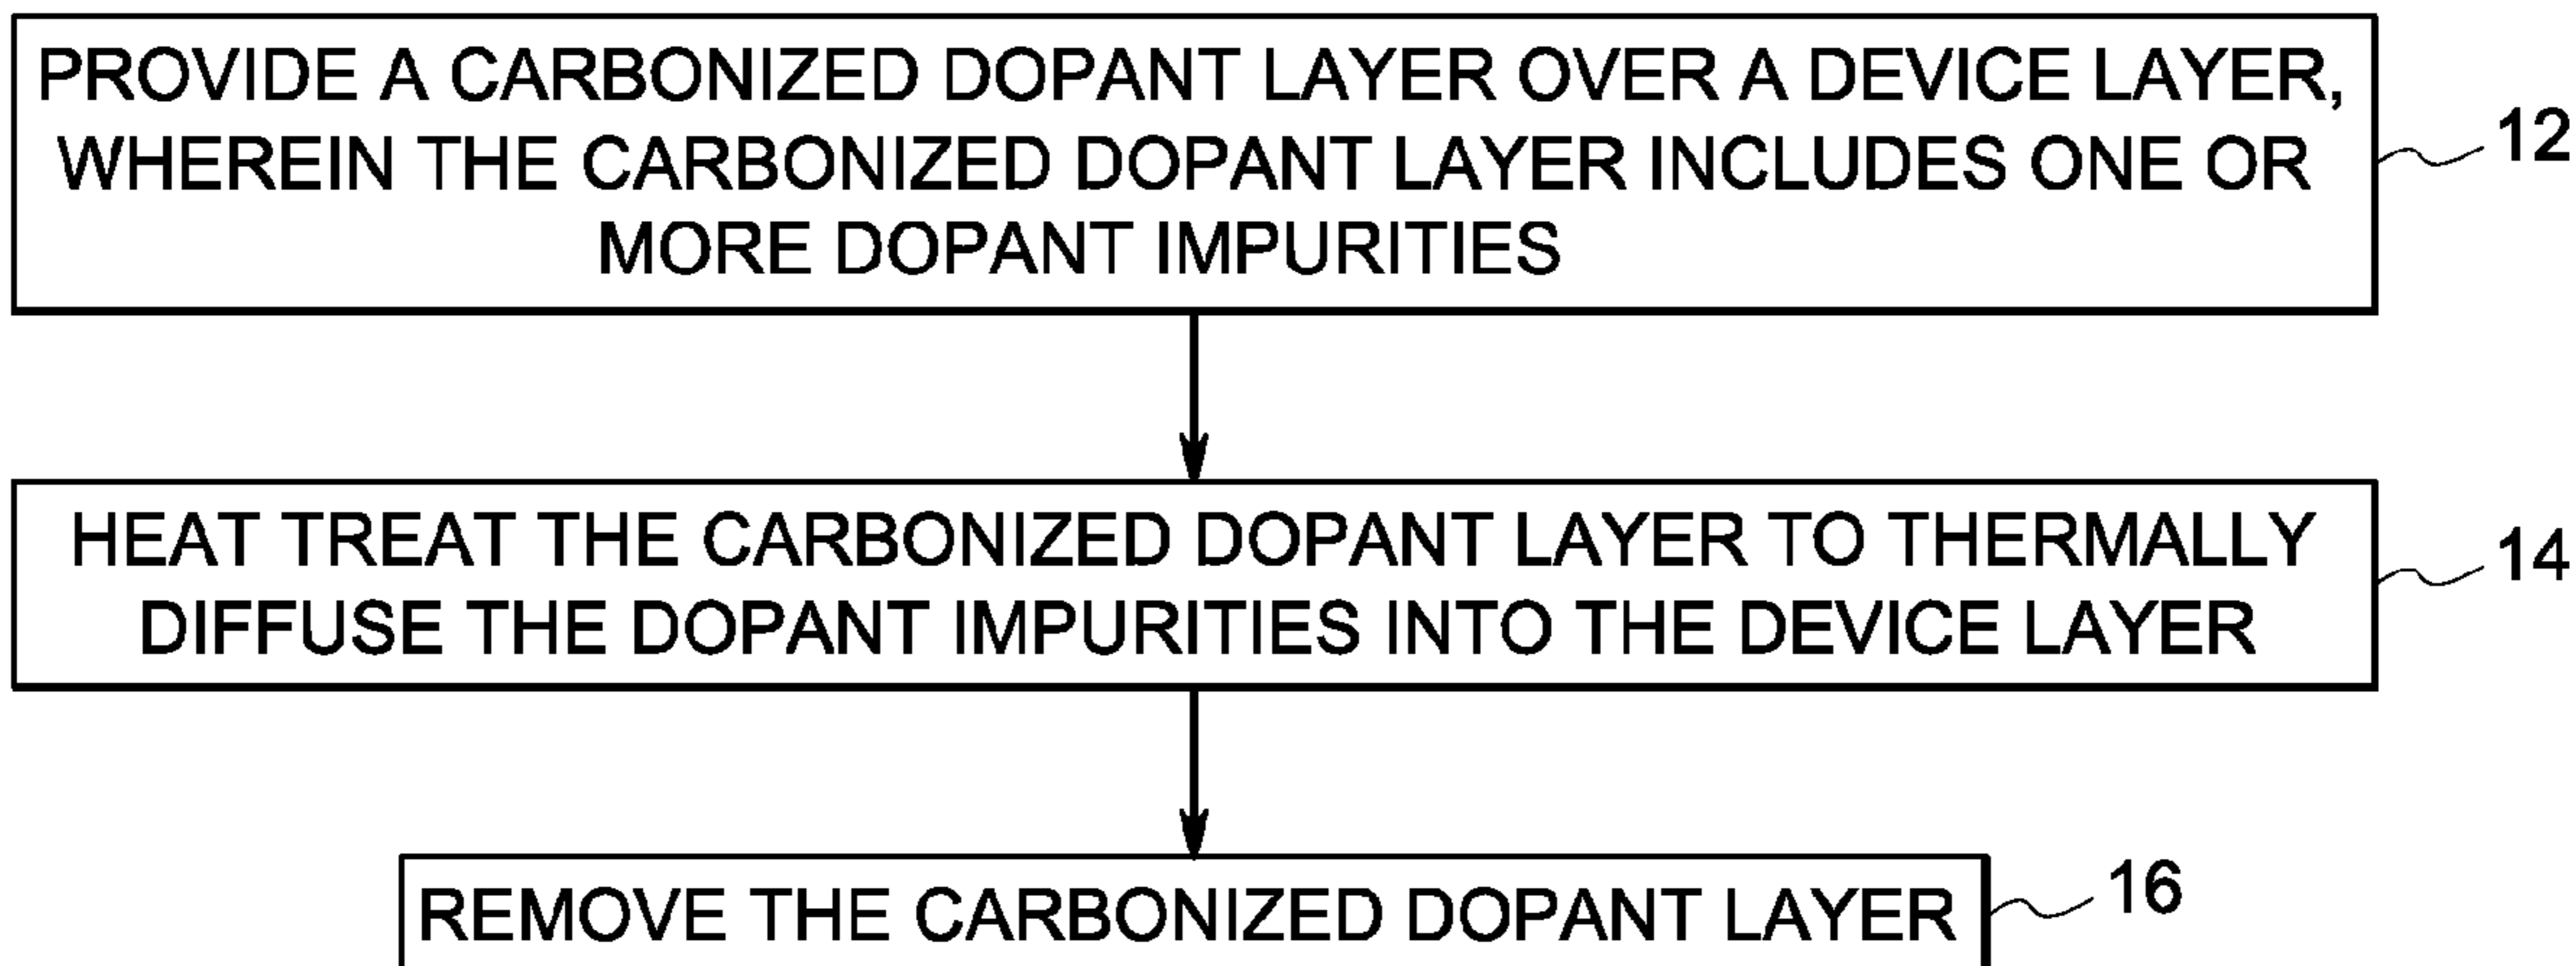 PROVIDE A CARBONIZED DOPANT LAYER OVER A DEVICE LAYER,
WHEREIN THE CARBONIZED DOPANT LAYER INCLUDES ONE OR
MORE DOPANT IMPURITIES
12
HEAT TREAT THE CARBONIZED DOPANT LAYER TO THERMALLY
DIFFUSE THE DOPANT IMPURITIES INTO THE DEVICE LAYER
14
REMOVE THE CARBONIZED DOPANT LAYER
16